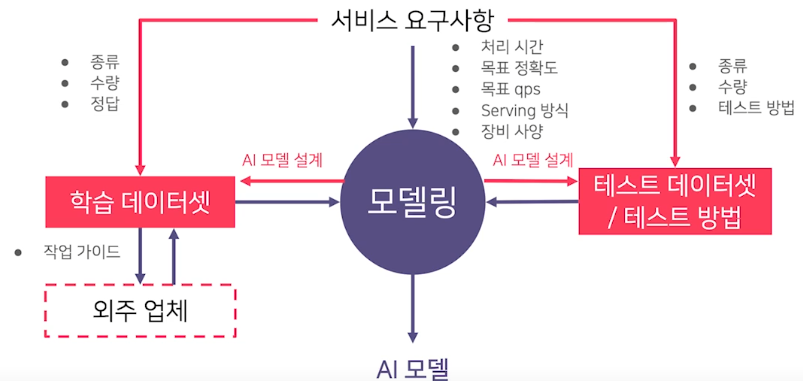 서비스 요구사항
● 종류
● 수량
● 정답
● 처리 시간
● 목표 정확도
● 목표 qps
● Serving 방식
● 장비 사양
● 종류
● 수량
● 테스트 방법
AI 모델 설계
AI 모델 설계
학습 데이터셋
모델링
테스트 데이터셋
/ 테스트 방법
● 작업 가이드
외주 업체
AI 모델